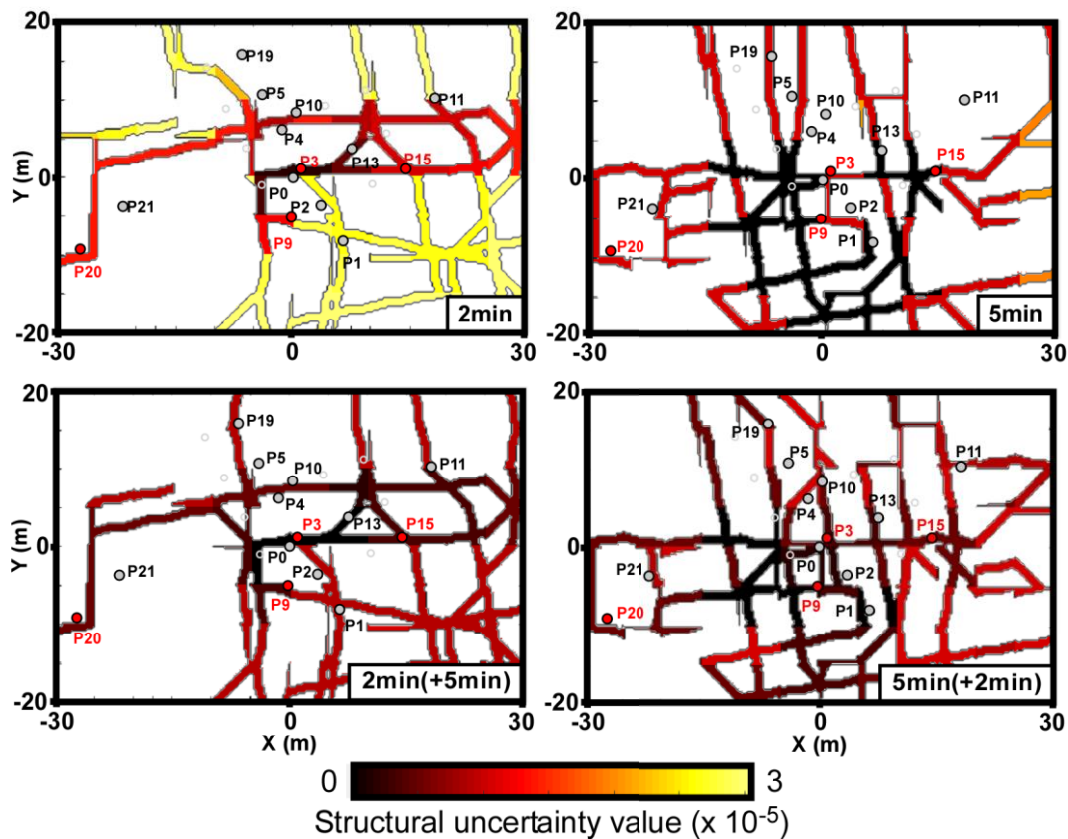 20
0
-20
Y (m)
P19
P5
P10
P11
P4
P3
P13
P15
P0
P2
P21
P9
P1
P20
2min
-30
0
30
20
0
-20
P19
P5
P10
P11
P4
P13
P3
P15
P0
P21
P2
P9
P1
P20
5min
-30
0
30
20
0
-20
Y (m)
P19
P5
P10
P11
P4
P3
P13
P15
P0
P21
P2
P9
P1
P20
2min(+5min)
-30
0
30
X (m)
20
0
-20
P19
P5
P11
P10
P4
P13
P3
P15
P0
P2
P21
P9
P1
P20
5min(+2min)
-30
0
30
X (m)
0
3
Structural uncertainty value (x 10-5)